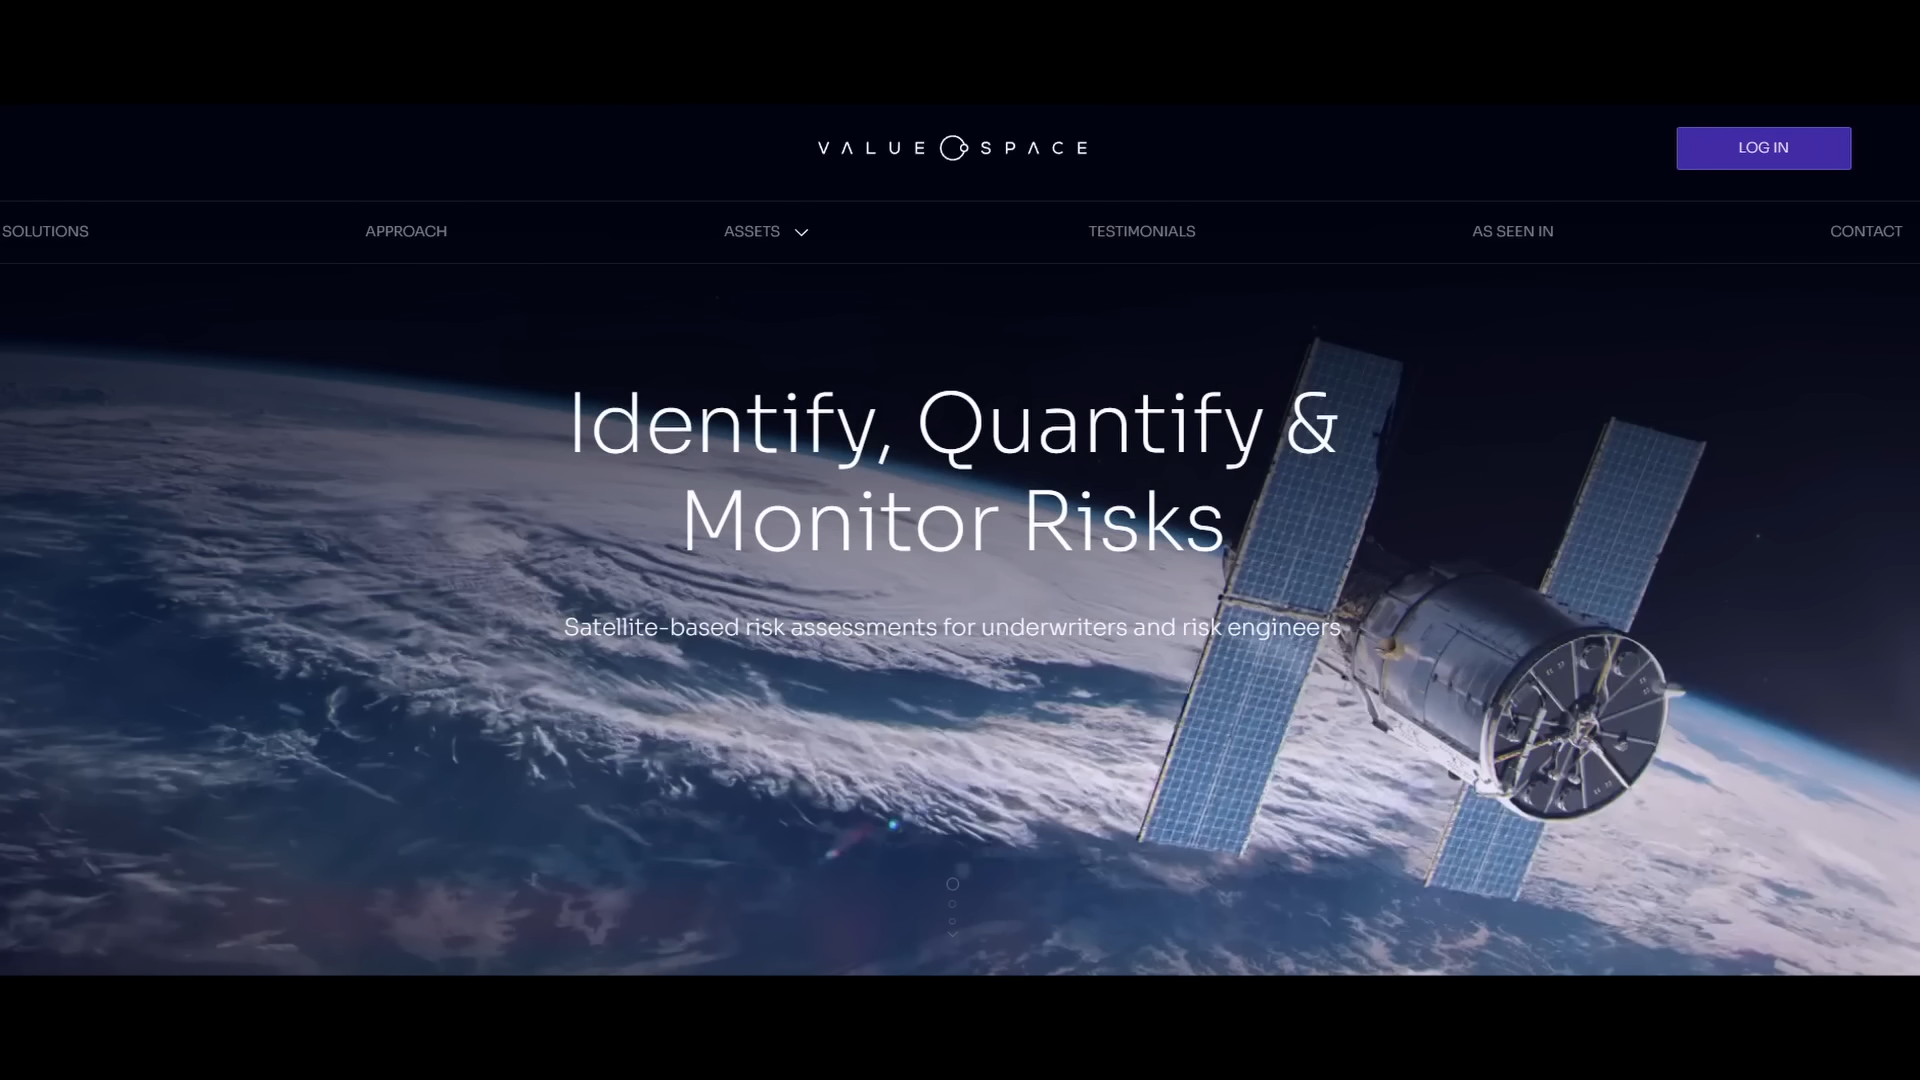 VALUE SPACE
LOG IN
SOLUTIONS
APPROACH
ASSETS
TESTIMONIALS
AS SEEN IN
CONTACT
Identify, Quantify &
Monitor Risks
Satellite-based risk assessments for underwriters and risk engineers